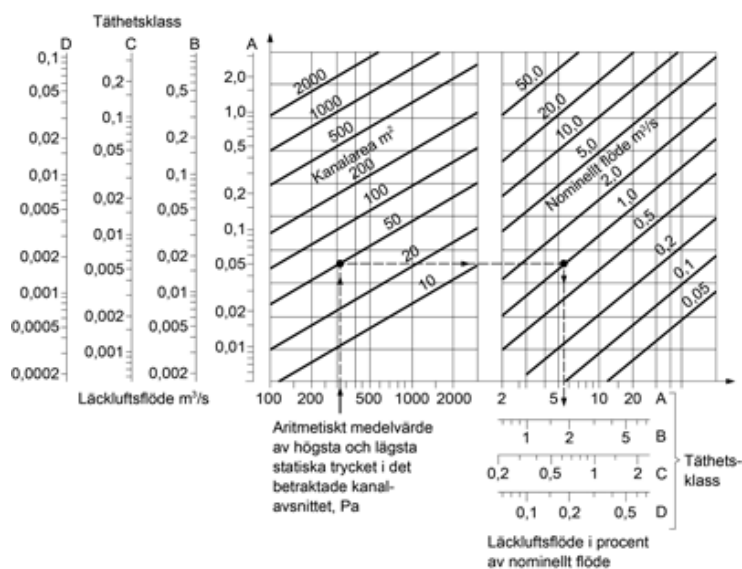 Täthetsklass
D C B A
0,1
0,05
0,02
0,01
0,005
0,002
0,001
0,0005
0,0002
0,2
0,1
0,05
0,02
0,01
0,005
0,002
0,001
0,5
0,2
0,1
0,05
0,02
0,01
0,005
0,002
2,0
1,0
0,5
0,2
0,1
0,05
0,02
0,01
Läckluftsflöde m³/s
2000
1000
500
Kanalarea m²
200
100
50
20
10
100 200 500 1000 2000
Aritmetiskt medelvärde
av högsta och lägsta
statiska trycket i det
betraktade kanal-
avsnittet, Pa
50,0
20,0
10,0
5,0
Nominellt flöde m³/s
2,0
1,0
0,5
0,2
0,1
0,05
2 5 10 20 A
1 2 5 B
0,2 0,5 1 2 C
0,1 0,2 0,5 D
Täthets-
klass
Läckluftsflöde i procent
av nominellt flöde